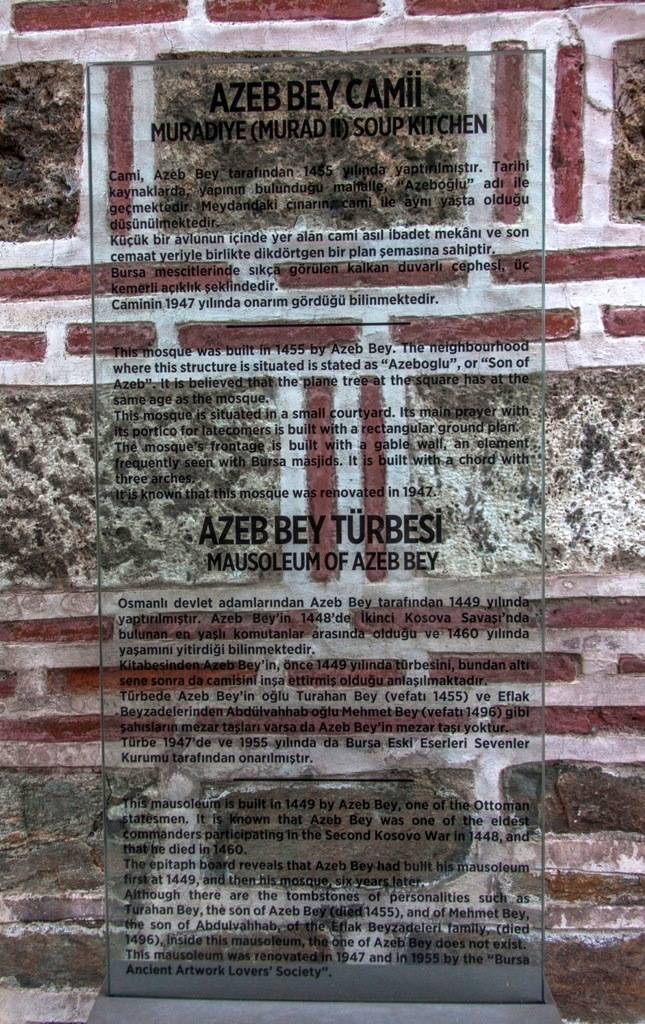 AZEB BEY CAMİİ
MURADIYE (MURAD II) SOUP KITCHEN
Cami, Azeb Bey tarafından 1455 yılında yaptırılmıştır. Tarihi
kaynaklarda, yapının bulunduğu mahalle, "Azeboğlu" adı ile
geçmektedir. Meydandaki çınarın cami ile aynı yaşta olduğu
düşünülmektedir.
Küçük bir avlunun içinde yer alan cami asıl ibadet mekânı ve son
cemaat yeriyle birlikte dikdörtgen bir plan şemasına sahiptir.
Bursa mescitlerinde sıkça görülen kalkan duvarlı cephesi, üç
kemerli açıklık şeklindedir.
Caminin 1947 yılında onarım gördüğü bilinmektedir.
This mosque was built in 1455 by Azeb Bey. The neighbourhood
where this structure is situated is stated as "Azeboglu", or "Son of
Azeb". It is believed that the plane tree at the square has at the
same age as the mosque.
This mosque is situated in a small courtyard. Its main prayer with
its portico for latecomers is built with a rectangular ground plan.
The mosque's frontage is built with a gable wall, an element
frequently seen with Bursa masjids. It is built with a chord with
three arches.
It is known that this mosque was renovated in 1947.
AZEB BEY TÜRBESİ
MAUSOLEUM OF AZEB BEY
Osmanlı devlet adamlarından Azeb Bey tarafından 1449 yılında
yaptırılmıştır. Azeb Bey'in 1448'de İkinci Kosova Savaşı'nda
bulunan en yaşlı komutanlar arasında olduğu ve 1460 yılında
yaşamını yitirdiği bilinmektedir.
Kitabesinden Azeb Bey'in, önce 1449 yılında türbesini, bundan altı
sene sonra da camisini inşa ettirmiş olduğu anlaşılmaktadır.
Türbede Azeb Bey'in oğlu Turahan Bey (vefatı 1455) ve Eflak
Beyzadelerinden Abdülvahhab oğlu Mehmet Bey (vefatı 1496) gibi
şahısların mezar taşları varsa da Azeb Bey'in mezar taşı yoktur.
Türbe 1947'de ve 1955 yılında da Bursa Eski Eserleri Sevenler
Kurumu tarafından onarılmıştır.
This mausoleum is built in 1449 by Azeb Bey, one of the Ottoman
statesmen. It is known that Azeb Bey was one of the eldest
commanders participating in the Second Kosovo War in 1448, and
that he died in 1460.
The epitaph board reveals that Azeb Bey had built his mausoleum
first at 1449, and then his mosque, six years later.
Although there are the tombstones of personalities such as
Turahan Bey, the son of Azeb Bey (died 1455), and of Mehmet Bey,
the son of Abdulvahhab, of the Eflak Beyzadeleri family, (died
1496), inside this mausoleum, the one of Azeb Bey does not exist.
This mausoleum was renovated in 1947 and in 1955 by the "Bursa
Ancient Artwork Lovers' Society".